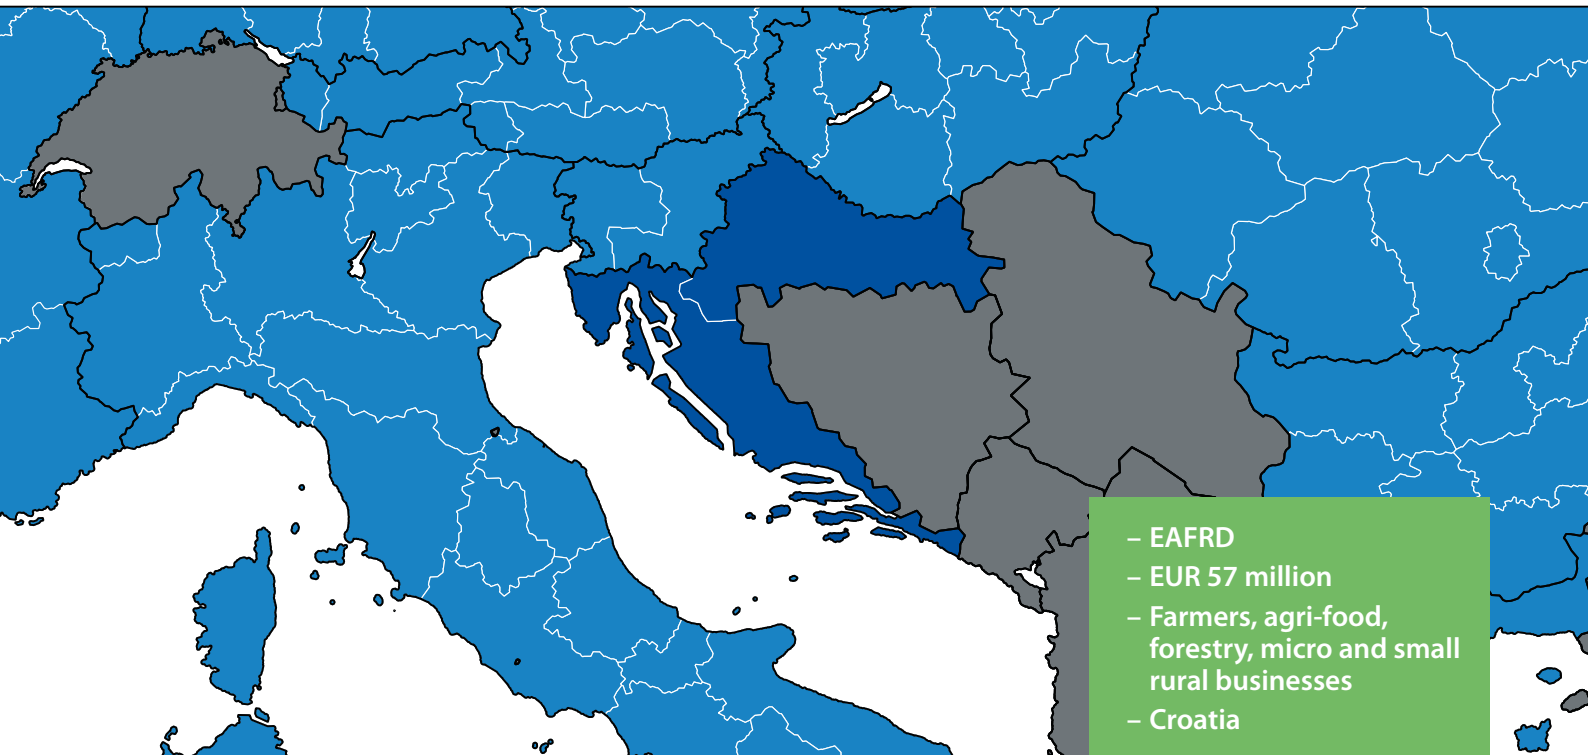 – EAFRD
– EUR 57 million
– Farmers, agri-food,
forestry, micro and small
rural businesses
– Croatia